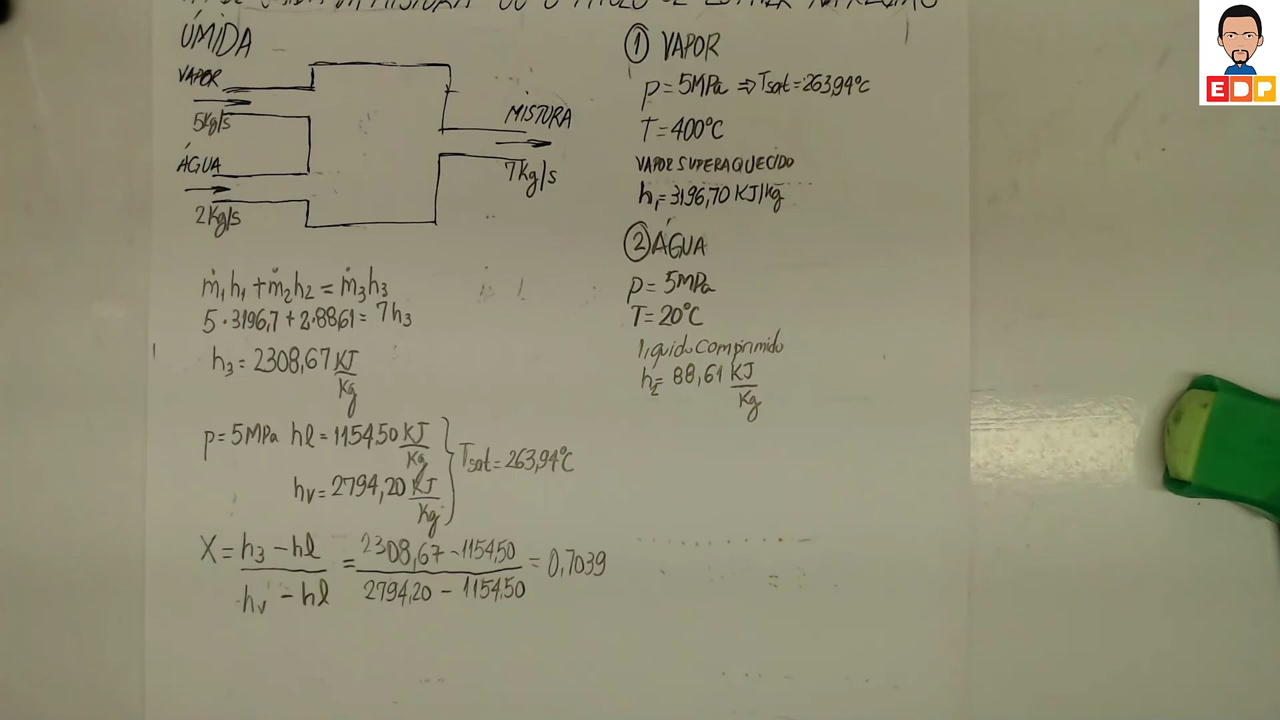 ÚMIDA
VAPOR
5Kg/s
ÁGUA
2Kg/s
MISTURA
7Kg/s
ṁ₁h₁ + ṁ₂h₂ = ṁ₃h₃
5·3196,7 + 2·88,61 = 7h₃
h₃ = 2308,67 KJ/Kg
p = 5MPa hl = 1154,50 KJ/Kg
hv = 2794,20 KJ/Kg
Tsat = 263,94°C
X = (h₃ - hl)/(hv - hl) = (2308,67 - 1154,50)/(2794,20 - 1154,50) = 0,7039
① VAPOR
p = 5MPa ⇒ Tsat = 263,94°C
T = 400°C
VAPOR SUPERAQUECIDO
h₁ = 3196,70 KJ/kg
② ÁGUA
p = 5MPa
T = 20°C
líquido comprimido
h₂ = 88,61 KJ/Kg
EDP